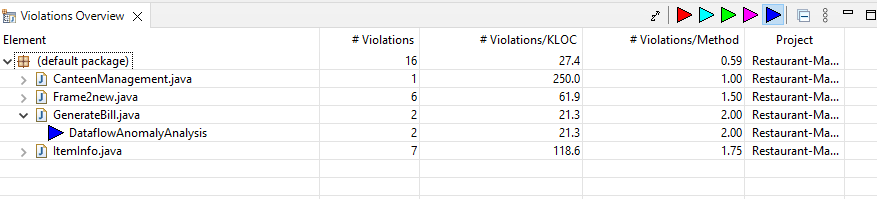 Violations Overview
Element # Violations # Violations/KLOC # Violations/Method Project
(default package) 16 27.4 0.59 Restaurant-Ma...
CanteenManagement.java 1 250.0 1.00 Restaurant-Ma...
Frame2new.java 6 61.9 1.50 Restaurant-Ma...
GenerateBill.java 2 21.3 2.00 Restaurant-Ma...
DataflowAnomalyAnalysis 2 21.3 2.00 Restaurant-Ma...
ItemInfo.java 7 118.6 1.75 Restaurant-Ma...